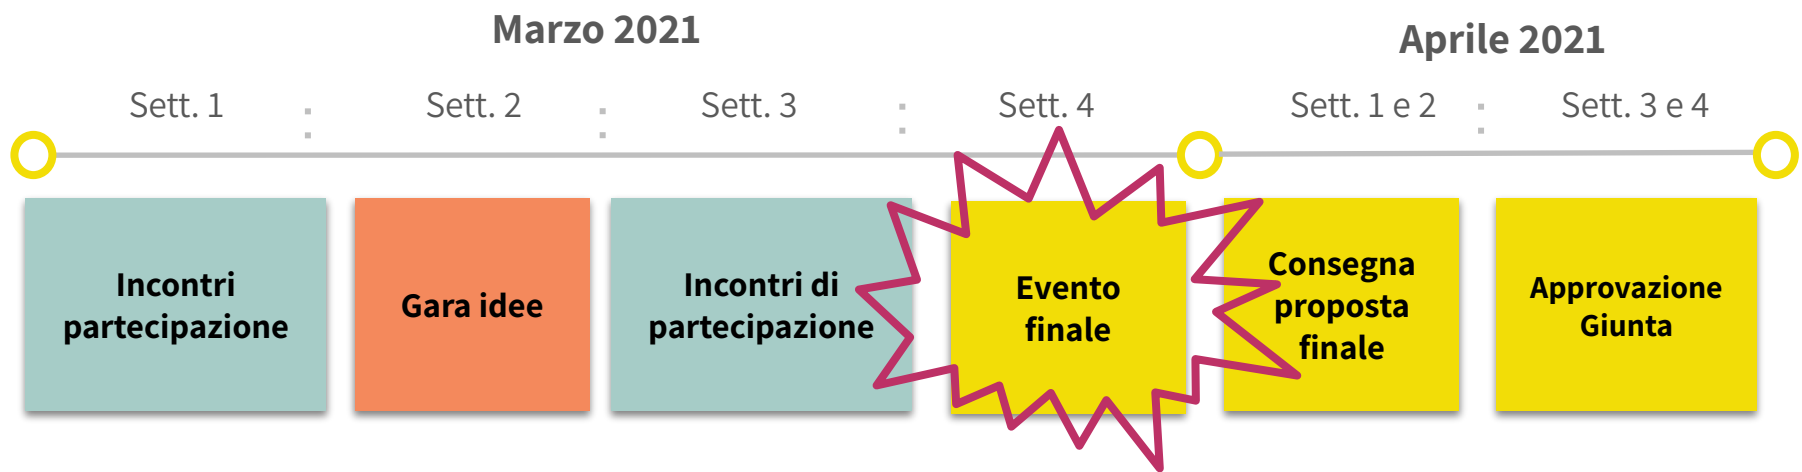 Marzo 2021
Aprile 2021
Sett. 1
Sett. 2
Sett. 3
Sett. 4
Sett. 1 e 2
Sett. 3 e 4
Incontri
partecipazione
Gara idee
Incontri di
partecipazione
Evento
finale
Consegna
proposta
finale
Approvazione
Giunta